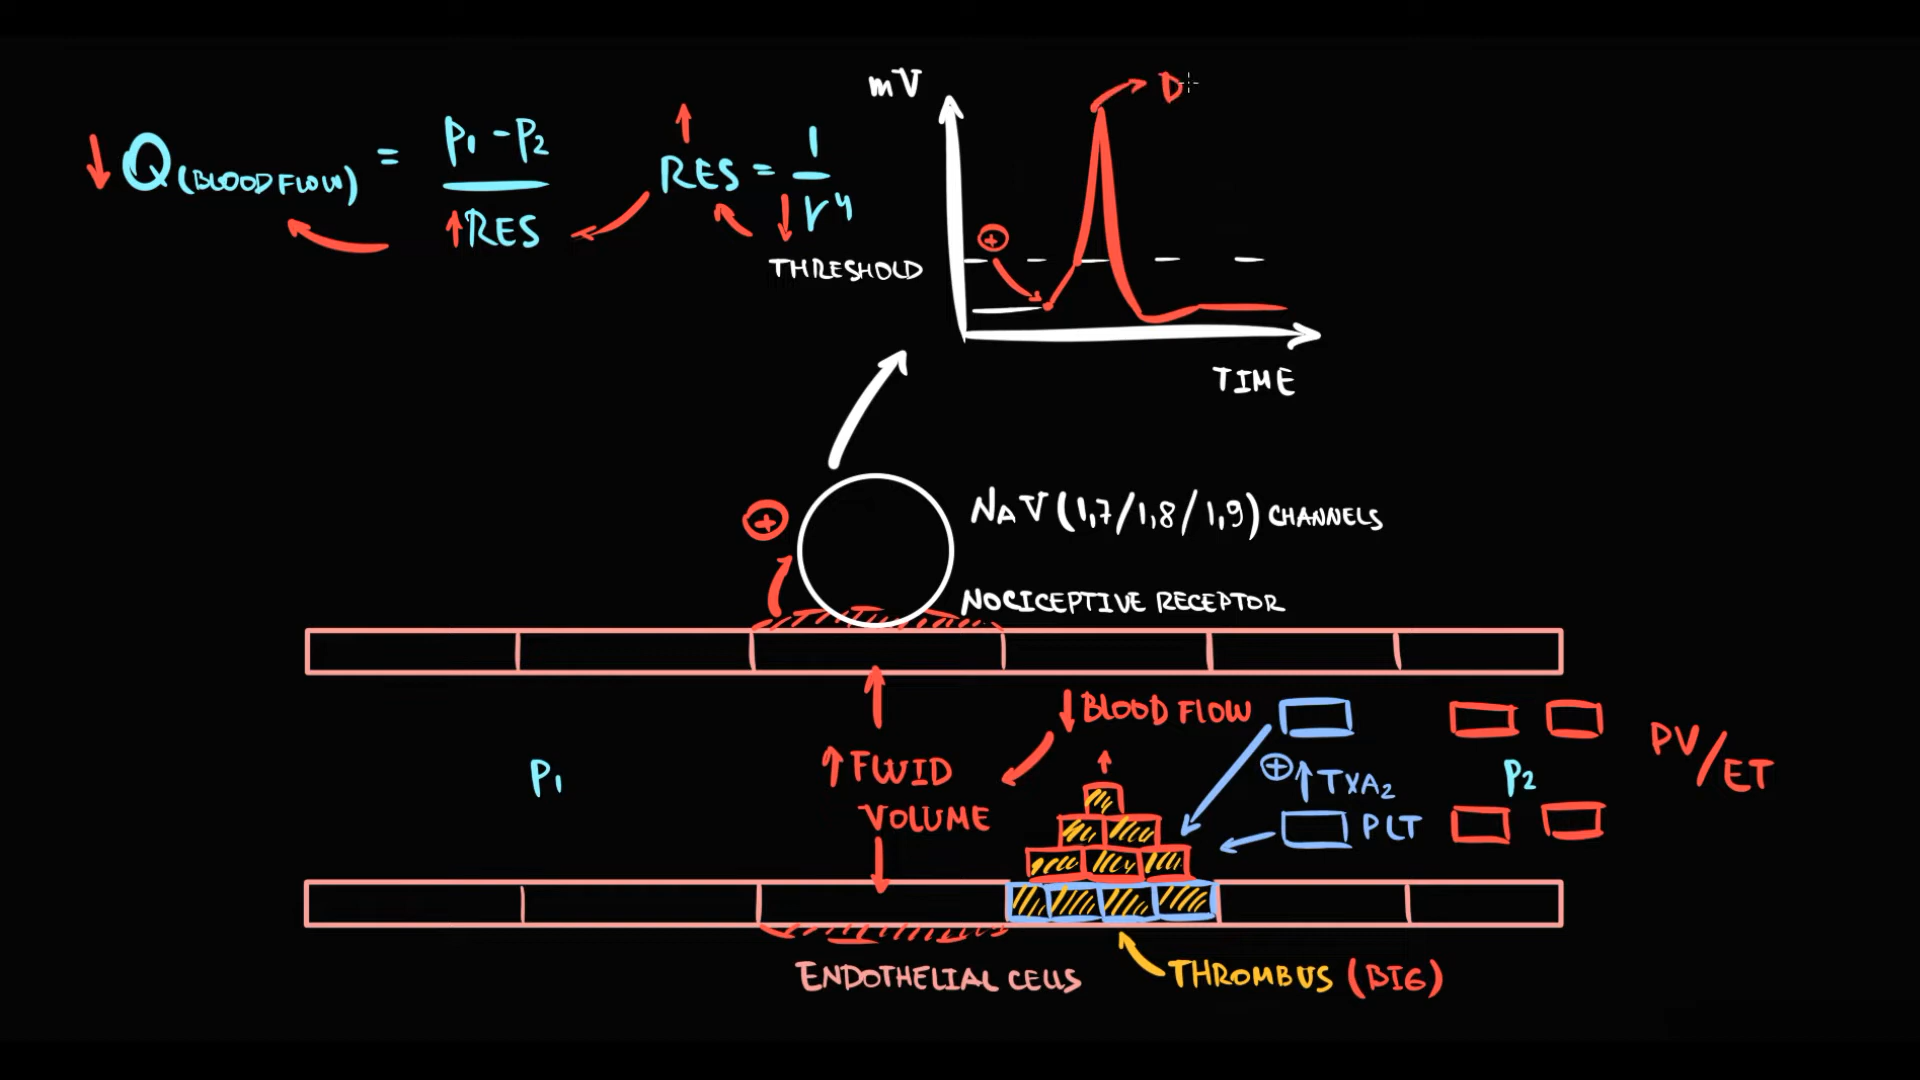 mV
D
↓ Q (BLOOD FLOW) = P1 - P2 / ↑RES
↑ RES = 1 / ↓ r4
+
THRESHOLD
TIME
+
NaV (1,7/1,8/1,9) CHANNELS
NOCICEPTIVE RECEPTOR
↓ BLOOD FLOW
PV/ET
P1
↑ FLUID
VOLUME
+ ↑ TXA2
P2
PLT
ENDOTHELIAL CELLS
THROMBUS (BIG)